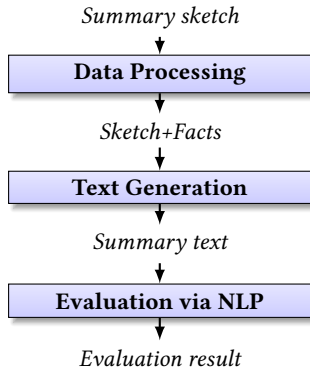 Summary sketch
Data Processing
Sketch+Facts
Text Generation
Summary text
Evaluation via NLP
Evaluation result